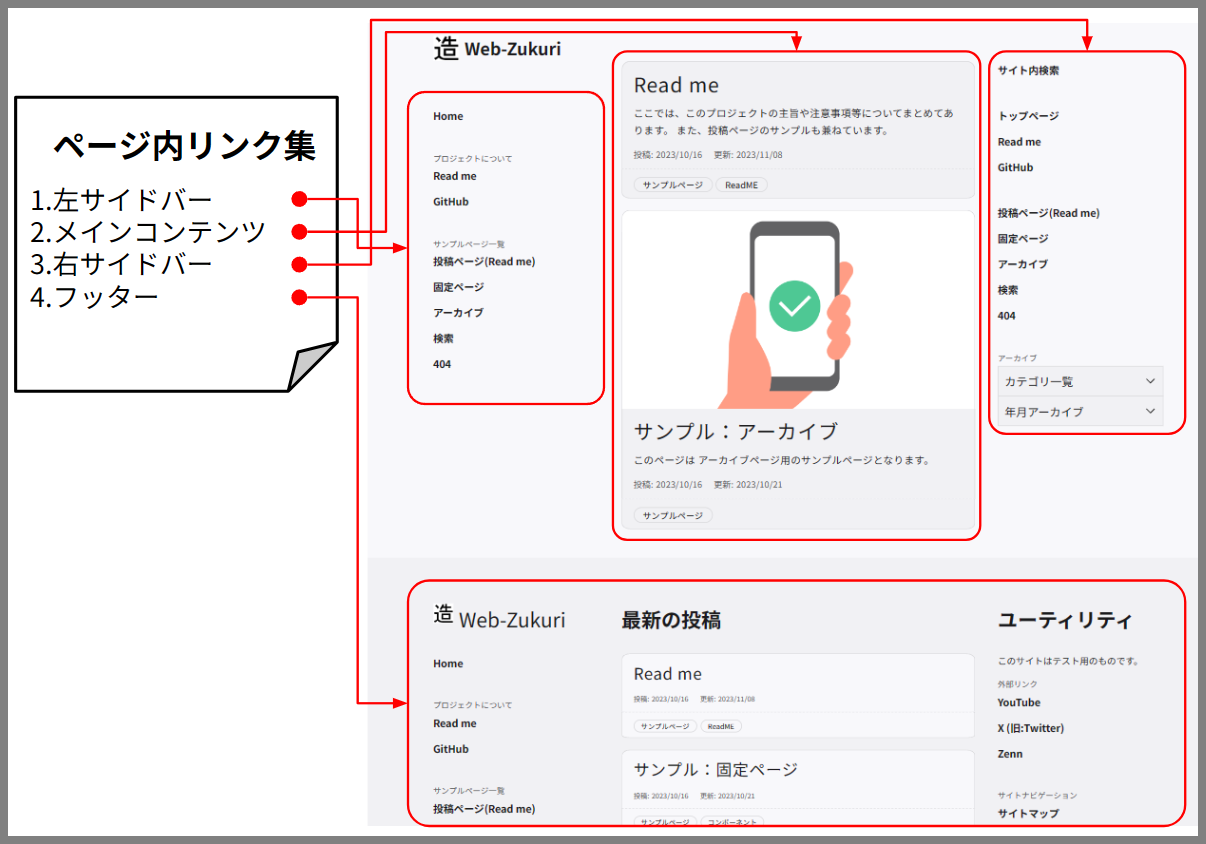 ページ内リンク集
1.左サイドバー
2.メインコンテンツ
3.右サイドバー
4.フッター
造 Web-Zukuri
Home
プロジェクトについて
Read me
GitHub
サンプルページ一覧
投稿ページ(Read me)
固定ページ
アーカイブ
検索
404
Read me
ここでは、このプロジェクトの主旨や注意事項等についてまとめてあ
ります。 また、投稿ページのサンプルも兼ねています。
投稿: 2023/10/16 更新: 2023/11/08
サンプルページ ReadME
サンプル：アーカイブ
このページは アーカイブページ用のサンプルページとなります。
投稿: 2023/10/16 更新: 2023/10/21
サンプルページ
サイト内検索
トップページ
Read me
GitHub
投稿ページ(Read me)
固定ページ
アーカイブ
検索
404
アーカイブ
カテゴリ一覧
年月アーカイブ
造 Web-Zukuri
Home
プロジェクトについて
Read me
GitHub
サンプルページ一覧
投稿ページ(Read me)
最新の投稿
Read me
投稿: 2023/10/16 更新: 2023/11/08
サンプルページ ReadME
サンプル：固定ページ
投稿: 2023/10/16 更新: 2023/10/21
サンプルページ コンポーネント
ユーティリティ
このサイトはテスト用のものです。
外部リンク
YouTube
X (旧:Twitter)
Zenn
サイトナビゲーション
サイトマップ